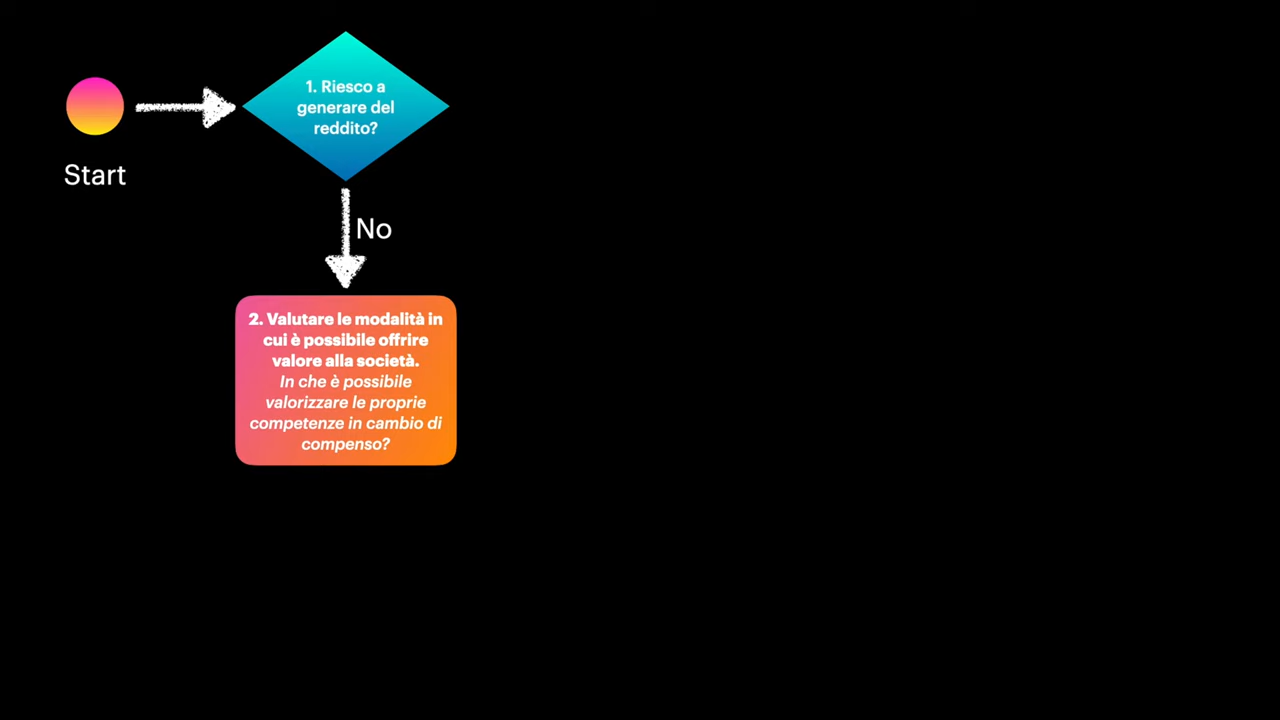 1. Riesco a
generare del
reddito?
Start
No
2. Valutare le modalità in
cui è possibile offrire
valore alla società.
In che è possibile
valorizzare le proprie
competenze in cambio di
compenso?